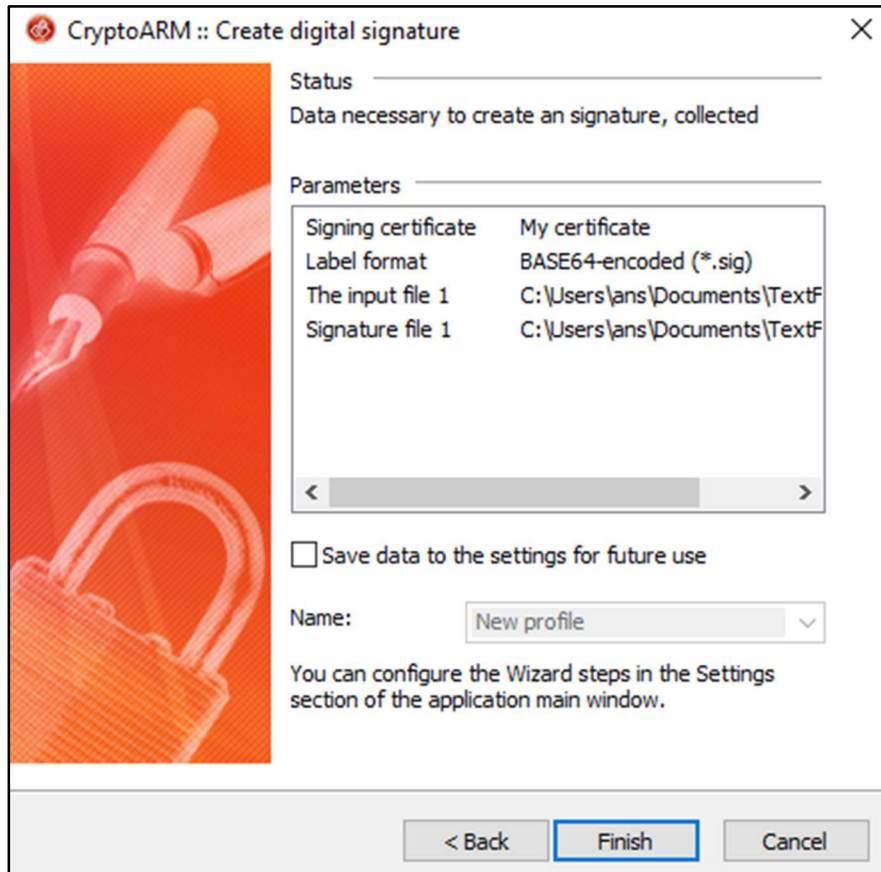 CryptoARM :: Create digital signature
Status
Data necessary to create an signature, collected
Parameters
Signing certificate My certificate
Label format BASE64-encoded (*.sig)
The input file 1 C:\Users\ans\Documents\TextF
Signature file 1 C:\Users\ans\Documents\TextF
Save data to the settings for future use
Name: New profile
You can configure the Wizard steps in the Settings
section of the application main window.
< Back Finish Cancel